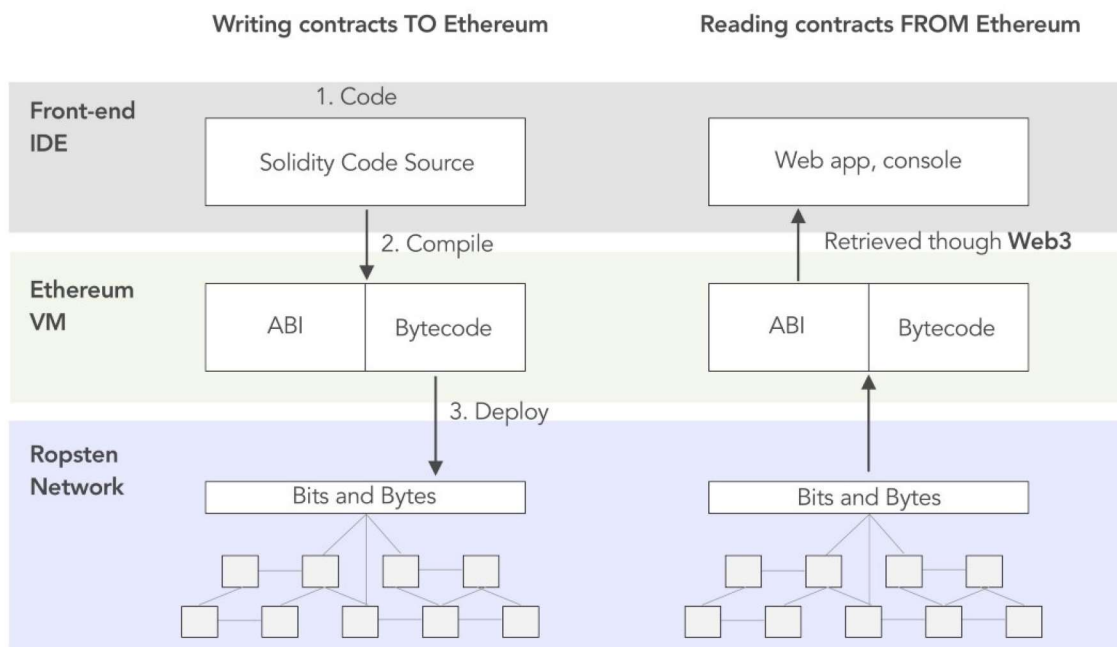 Writing contracts TO Ethereum
Reading contracts FROM Ethereum
Front-end
IDE
1. Code
Solidity Code Source
Web app, console
2. Compile
Retrieved though Web3
Ethereum
VM
ABI
Bytecode
ABI
Bytecode
3. Deploy
Ropsten
Network
Bits and Bytes
Bits and Bytes